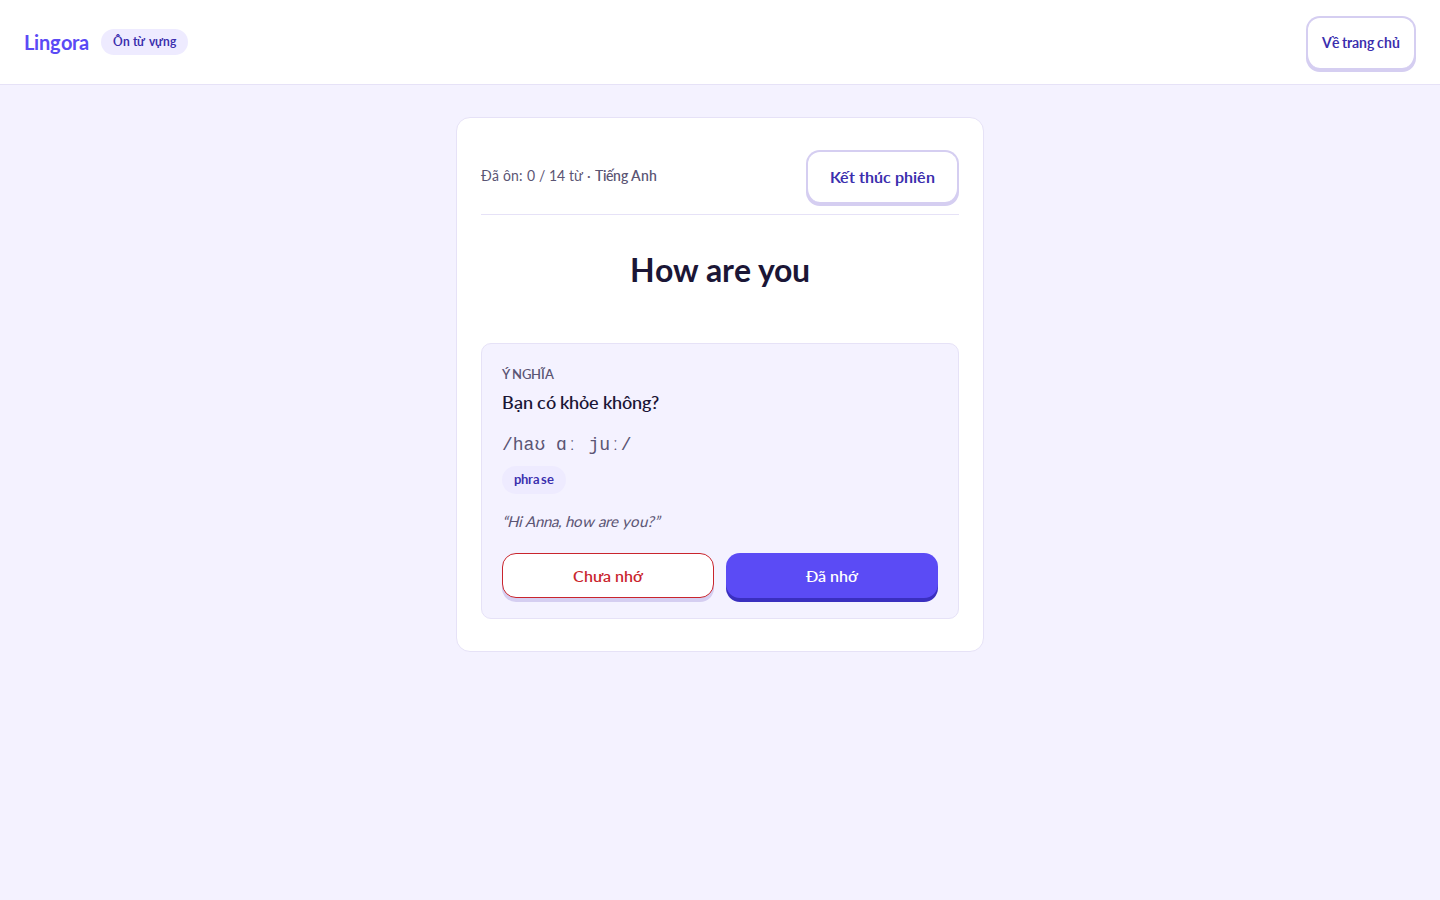 Lingora
Ôn từ vựng
Về trang chủ
Đã ôn: 0 / 14 từ · Tiếng Anh
Kết thúc phiên
How are you
Ý NGHĨA
Bạn có khỏe không?
/haʊ ɑː juː/
phrase
“Hi Anna, how are you?”
Chưa nhớ
Đã nhớ